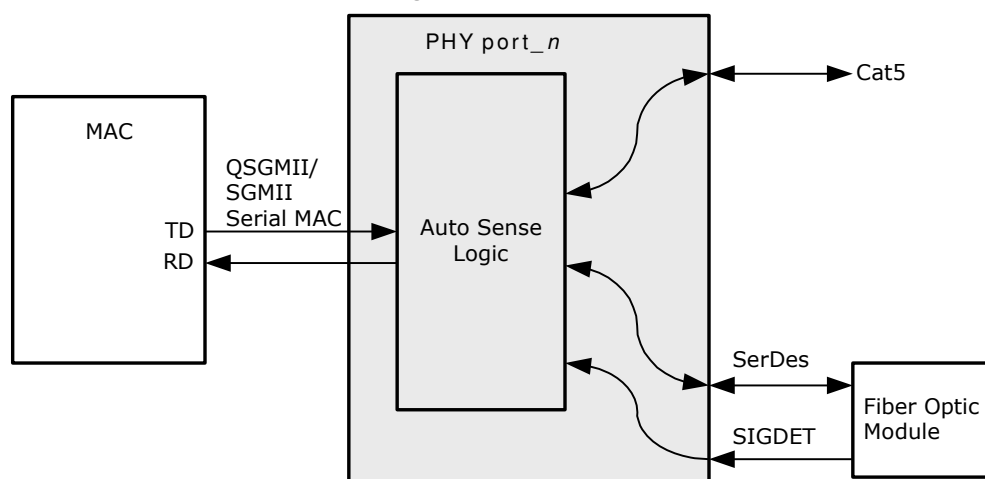 PHY port_n
Cat5
MAC
QSGMII/
SGMII
Serial MAC
TD
RD
Auto Sense
Logic
SerDes
SIGDET
Fiber Optic
Module